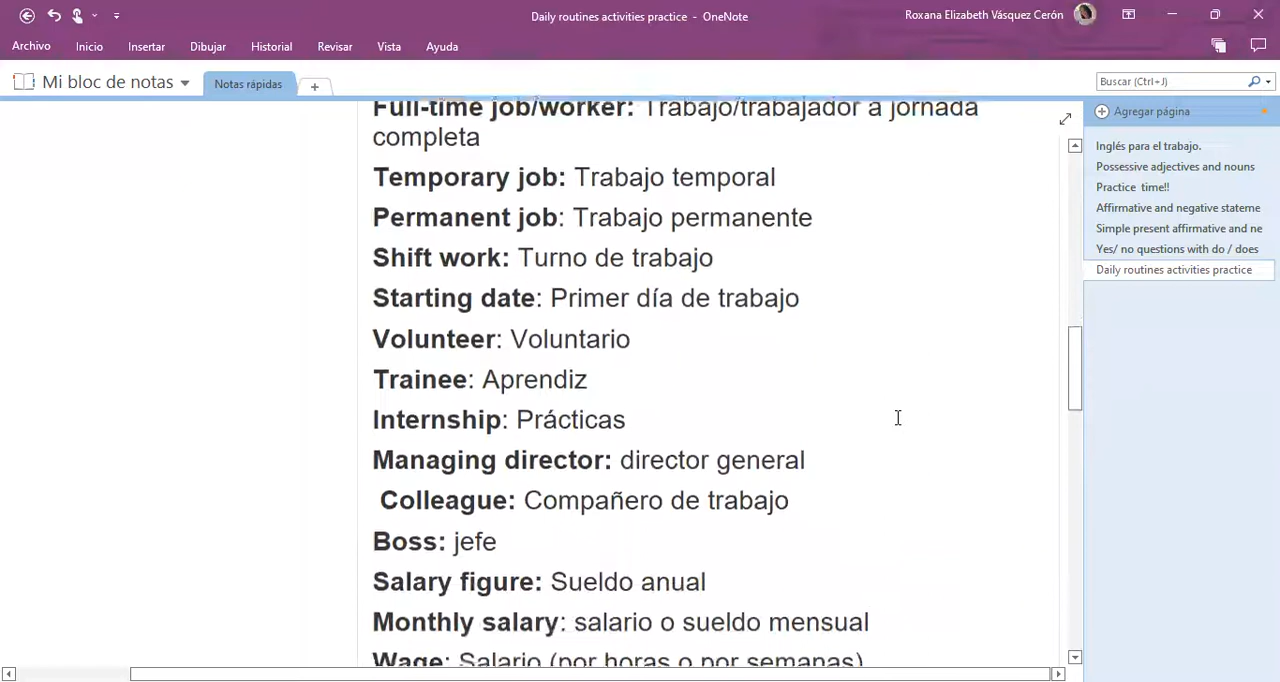 Daily routines activities practice - OneNote
Roxana Elizabeth Vásquez Cerón
Archivo Inicio Insertar Dibujar Historial Revisar Vista Ayuda
Mi bloc de notas Notas rápidas +
Buscar (Ctrl+J)
Full-time job/worker: Trabajo/trabajador a jornada
completa
Temporary job: Trabajo temporal
Permanent job: Trabajo permanente
Shift work: Turno de trabajo
Starting date: Primer día de trabajo
Volunteer: Voluntario
Trainee: Aprendiz
Internship: Prácticas
Managing director: director general
Colleague: Compañero de trabajo
Boss: jefe
Salary figure: Sueldo anual
Monthly salary: salario o sueldo mensual
Wage: Salario (por horas o por semanas)
Agregar página
Inglés para el trabajo.
Possessive adjectives and nouns
Practice time!!
Affirmative and negative stateme
Simple present affirmative and ne
Yes/ no questions with do / does
Daily routines activities practice